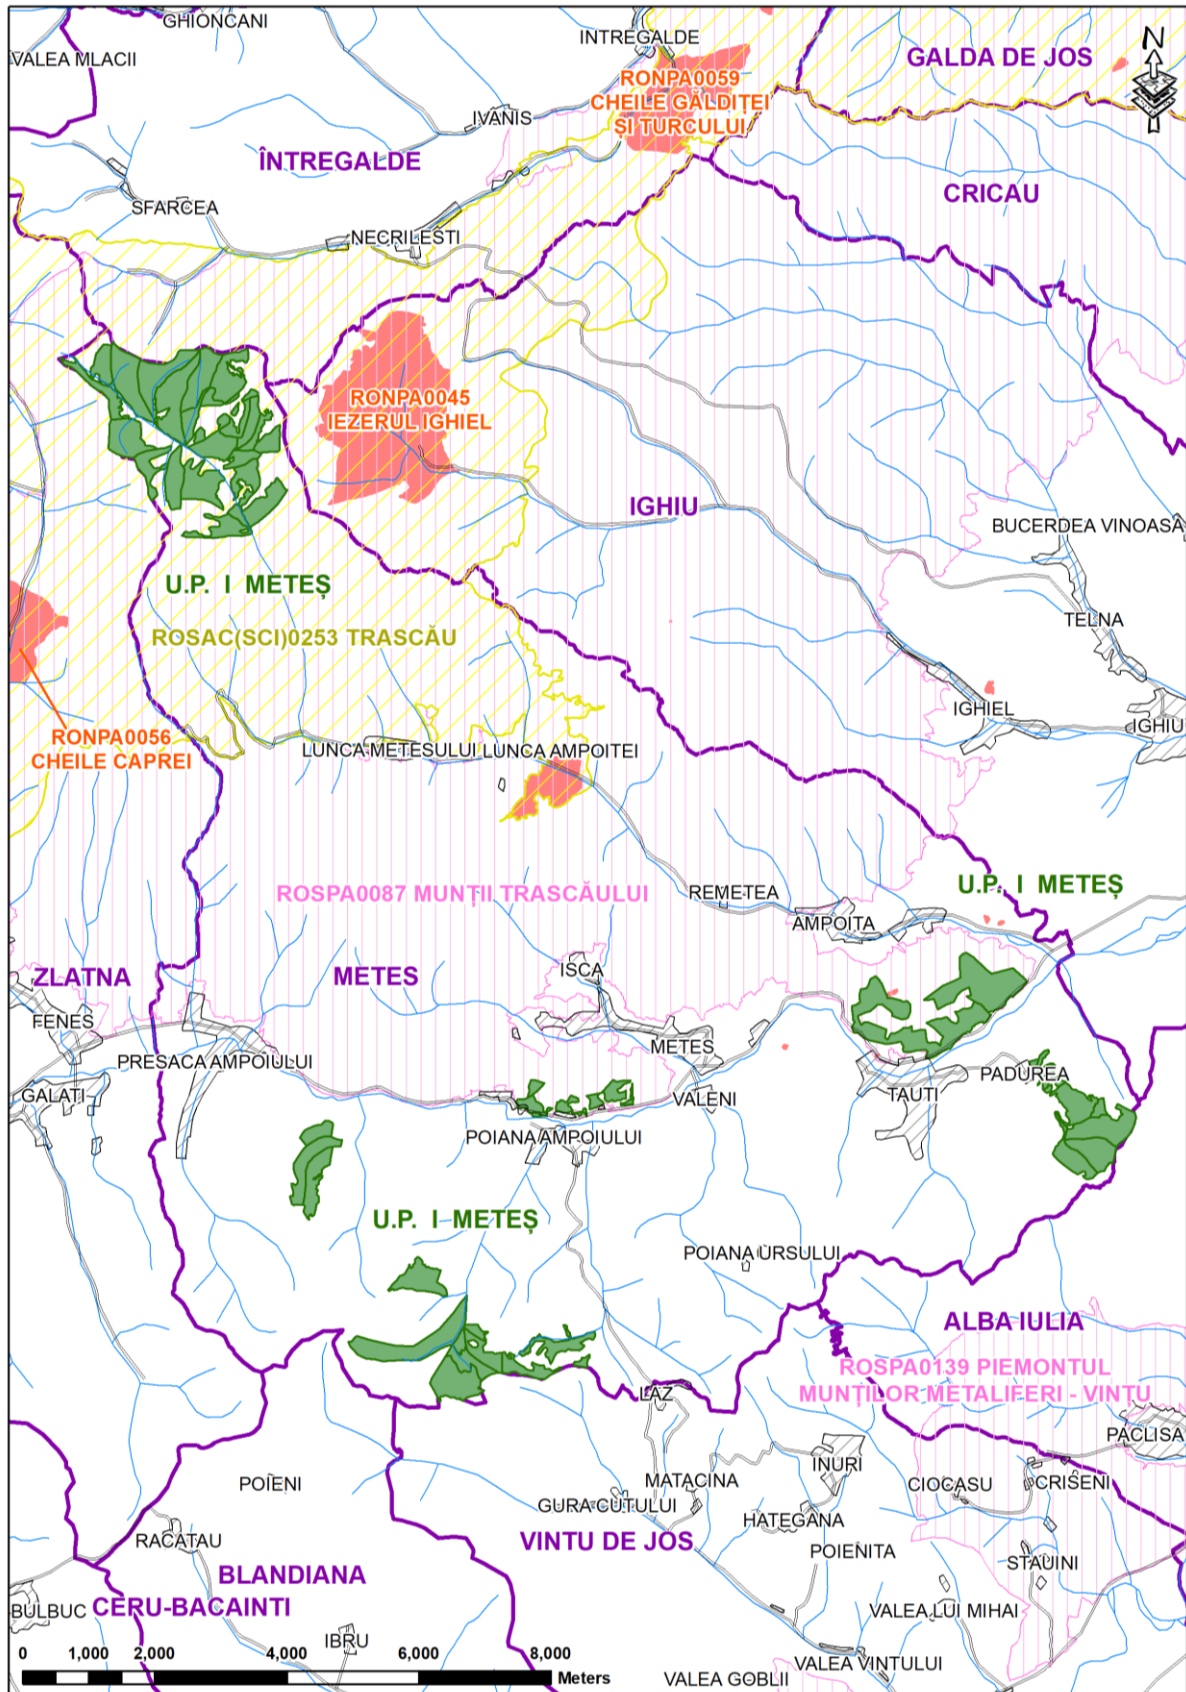 GHIONCANI
INTREGALDE
N
VALEA MLACII
GALDA DE JOS
RONPA0059
CHEILE GĂLDIȚEI
ȘI TURCULUI
IVANIS
ÎNTREGALDE
CRICAU
SFARCEA
NECRILESTI
RONPA0045
IEZERUL IGHIEL
IGHIU
BUCERDEA VINOASA
U.P. I METEȘ
TELNA
ROSAC(SCI)0253 TRASCĂU
IGHIEL
IGHIU
RONPA0056
CHEILE CAPREI
LUNCA METESULUI
LUNCA AMPOITEI
U.P. I METEȘ
ROSPA0087 MUNȚII TRASCĂULUI
REMETEA
AMPOITA
ZLATNA
METES
ISCA
FENES
METES
PRESACA AMPOIULUI
PADUREA
GALATI
VALENI
TAUTI
POIANA AMPOIULUI
U.P. I METEȘ
POIANA URSULUI
ALBA IULIA
ROSPA0139 PIEMONTUL
MUNȚILOR METALIFERI - VINȚU
LAZ
PACLISA
INURI
POIENI
MATACINA
CIOCASU
CRISENI
GURA CUTULUI
HATEGANA
RACATAU
VINTU DE JOS
POIENITA
STAUINI
BLANDIANA
BULBUC
CERU-BACAINTI
VALEA LUI MIHAI
IBRU
VALEA VINTULUI
VALEA GOBLII
0 1,000 2,000 4,000 6,000 8,000
Meters